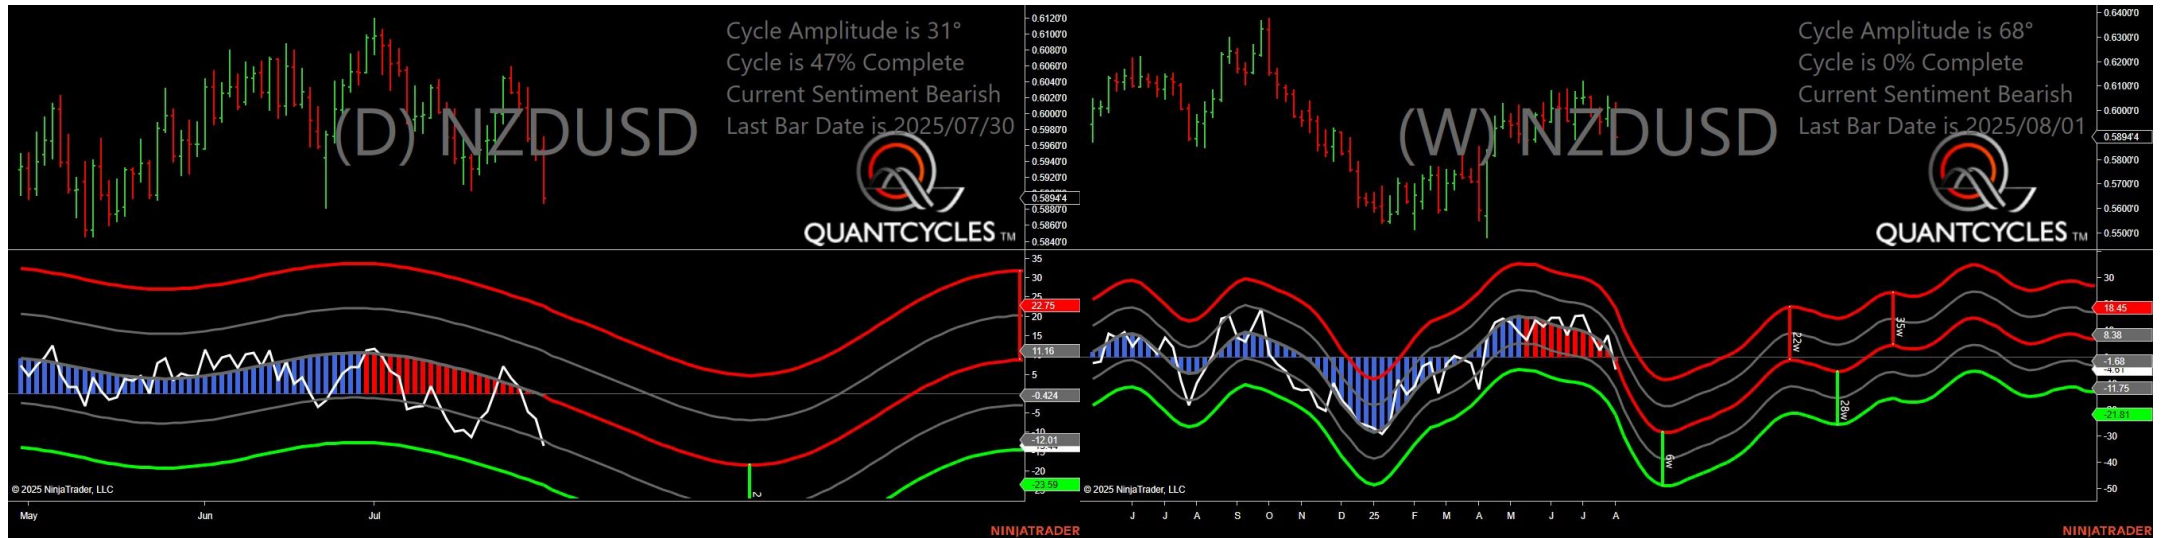 Cycle Amplitude is 31°
Cycle is 47% Complete
Current Sentiment Bearish
Last Bar Date is 2025/07/30
(D) NZDUSD
QUANTCYCLES TM
0.6120'0
0.6100'0
0.6080'0
0.6060'0
0.6040'0
0.6020'0
0.6000'0
0.5980'0
0.5960'0
0.5940'0
0.5920'0
0.5894'4
0.5880'0
0.5860'0
0.5840'0
35
30
25
22.75
20
15
11.16
5
-0.424
-5
-10
-12.01
-15
-20
-23.59
2
© 2025 NinjaTrader, LLC
May Jun Jul
NINJATRADER
Cycle Amplitude is 68°
Cycle is 0% Complete
Current Sentiment Bearish
Last Bar Date is 2025/08/01
(W) NZDUSD
QUANTCYCLES TM
0.6400'0
0.6300'0
0.6200'0
0.6100'0
0.6000'0
0.5894'4
0.5800'0
0.5700'0
0.5600'0
0.5500'0
30
18.45
8.38
-1.68
-4.61
-11.75
-21.81
-30
-40
-50
6w
22w
28w
35w
© 2025 NinjaTrader, LLC
J J A S O N D 25 F M A M J J A
NINJATRADER